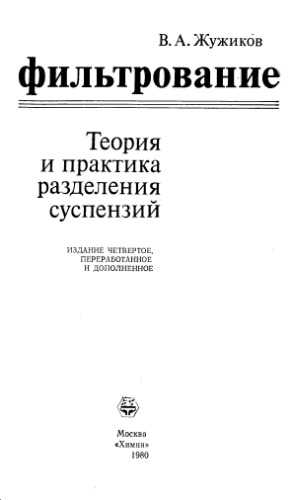 В. А. Жужиков
фильтрование
Теория
и практика
разделения
суспензий
ИЗДАНИЕ ЧЕТВЕРТОЕ,
ПЕРЕРАБОТАННОЕ
И ДОПОЛНЕННОЕ
Москва
«Химия»
1980